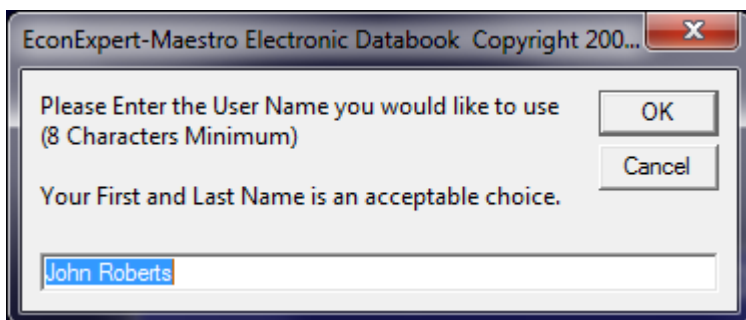 EconExpert-Maestro Electronic Databook Copyright 200...
Please Enter the User Name you would like to use
OK
(8 Characters Minimum)
Cancel
Your First and Last Name is an acceptable choice.
John Roberts